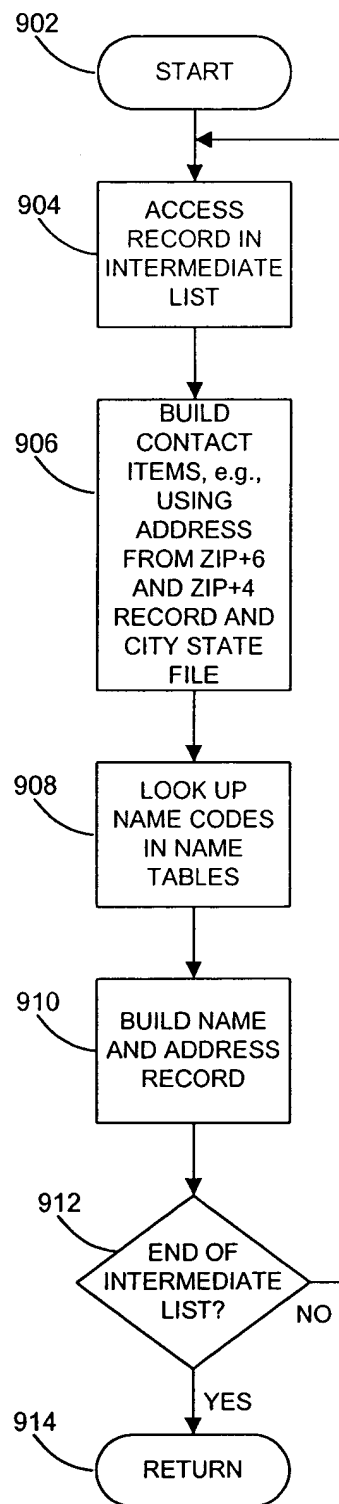 902
START
904
ACCESS
RECORD IN
INTERMEDIATE
LIST
906
BUILD
CONTACT
ITEMS, e.g.,
USING
ADDRESS
FROM ZIP+6
AND ZIP+4
RECORD AND
CITY STATE
FILE
908
LOOK UP
NAME CODES
IN NAME
TABLES
910
BUILD NAME
AND ADDRESS
RECORD
912
END OF
INTERMEDIATE
LIST?
NO
YES
914
RETURN